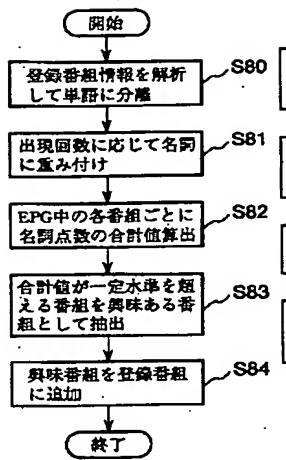 開始
登録番組情報を解析
して単語に分離
S80
出現回数に応じて名詞
に重み付け
S81
EPG中の各番組ごとに
名詞点数の合計値算出
S82
合計値が一定水準を超
える番組を興味ある番
組として抽出
S83
興味番組を登録番組
に追加
S84
終了